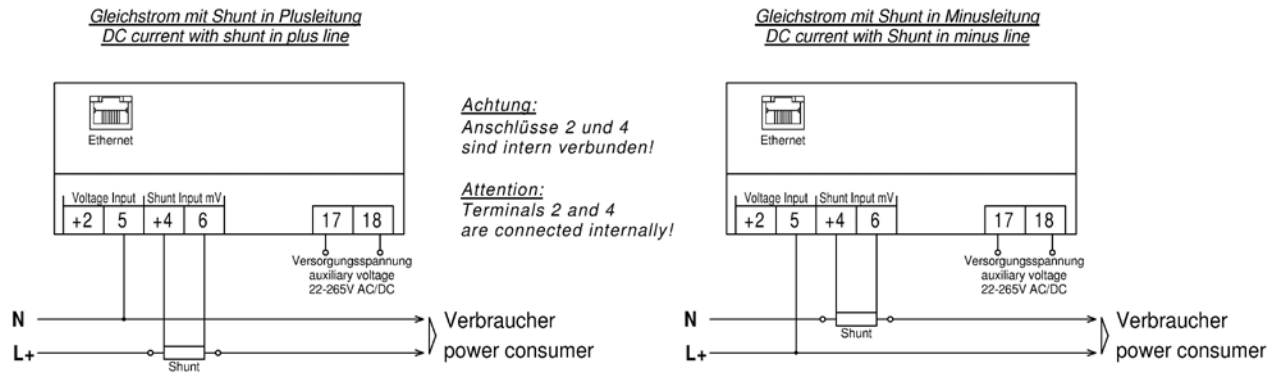 Gleichstrom mit Shunt in Plusleitung
DC current with shunt in plus line
Ethernet
Voltage Input Shunt Input mV
+2 5 +4 6 17 18
Versorgungsspannung
auxiliary voltage
22-265V AC/DC
N
L+
Shunt
Verbraucher
power consumer
Achtung:
Anschlüsse 2 und 4
sind intern verbunden!
Attention:
Terminals 2 and 4
are connected internally!
Gleichstrom mit Shunt in Minusleitung
DC current with Shunt in minus line
Ethernet
Voltage Input Shunt Input mV
+2 5 +4 6 17 18
Versorgungsspannung
auxiliary voltage
22-265V AC/DC
N
Shunt
L+
Verbraucher
power consumer